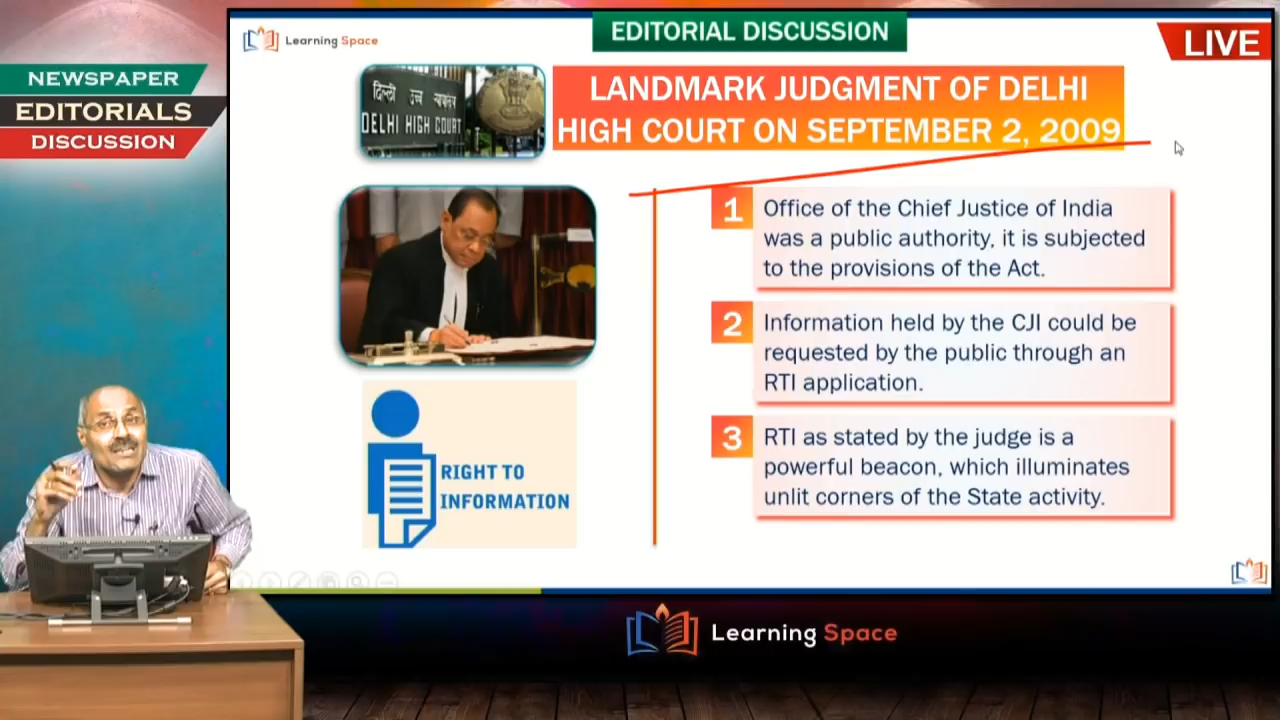 NEWSPAPER
EDITORIALS
DISCUSSION
Learning Space
EDITORIAL DISCUSSION
LIVE
दिल्ली उच्च न्यायालय
DELHI HIGH COURT
LANDMARK JUDGMENT OF DELHI
HIGH COURT ON SEPTEMBER 2, 2009
1
Office of the Chief Justice of India
was a public authority, it is subjected
to the provisions of the Act.
2
Information held by the CJI could be
requested by the public through an
RTI application.
3
RTI as stated by the judge is a
powerful beacon, which illuminates
unlit corners of the State activity.
RIGHT TO
INFORMATION
Learning Space